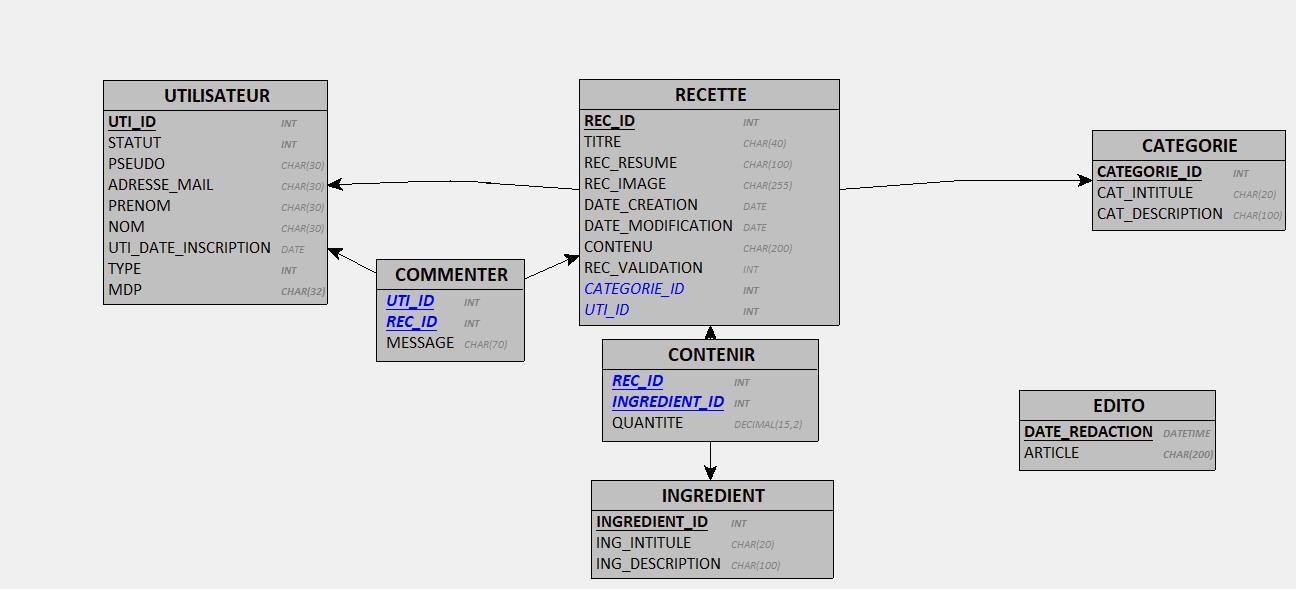 UTILISATEUR
UTI_ID INT
STATUT INT
PSEUDO CHAR(30)
ADRESSE_MAIL CHAR(30)
PRENOM CHAR(30)
NOM CHAR(30)
UTI_DATE_INSCRIPTION DATE
TYPE INT
MDP CHAR(32)
COMMENTER
UTI_ID INT
REC_ID INT
MESSAGE CHAR(70)
RECETTE
REC_ID INT
TITRE CHAR(40)
REC_RESUME CHAR(100)
REC_IMAGE CHAR(255)
DATE_CREATION DATE
DATE_MODIFICATION DATE
CONTENU CHAR(200)
REC_VALIDATION INT
CATEGORIE_ID INT
UTI_ID INT
CONTENIR
REC_ID INT
INGREDIENT_ID INT
QUANTITE DECIMAL(15,2)
INGREDIENT
INGREDIENT_ID INT
ING_INTITULE CHAR(20)
ING_DESCRIPTION CHAR(100)
CATEGORIE
CATEGORIE_ID INT
CAT_INTITULE CHAR(20)
CAT_DESCRIPTION CHAR(100)
EDITO
DATE_REDACTION DATETIME
ARTICLE CHAR(200)